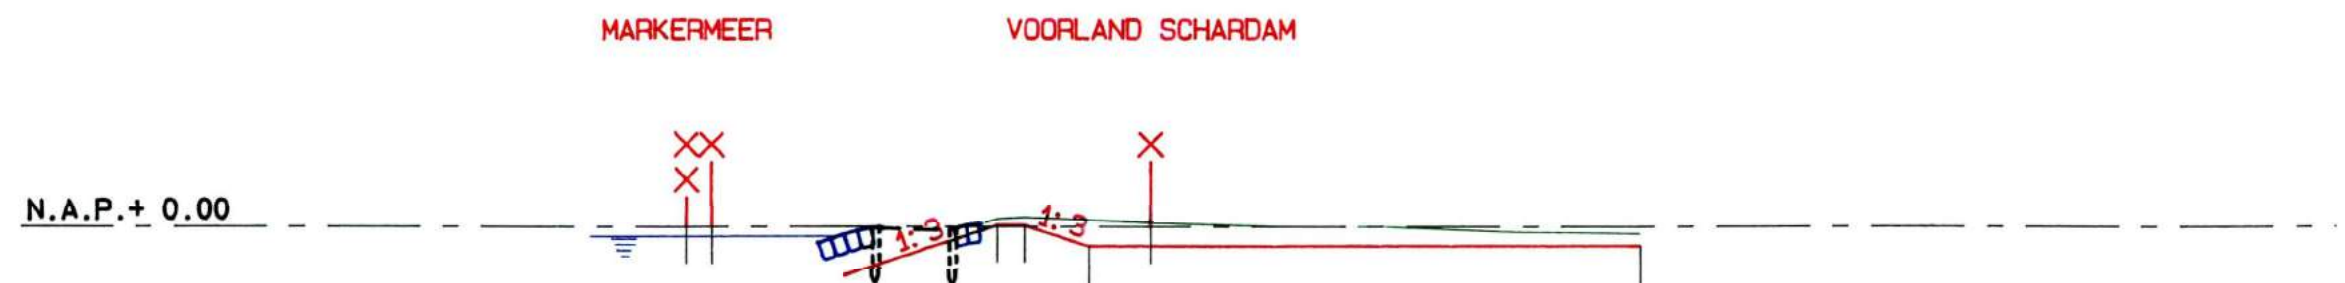 MARKERMEER VOORLAND SCHARDAM
N.A.P.+ 0.00
1:3 1:3